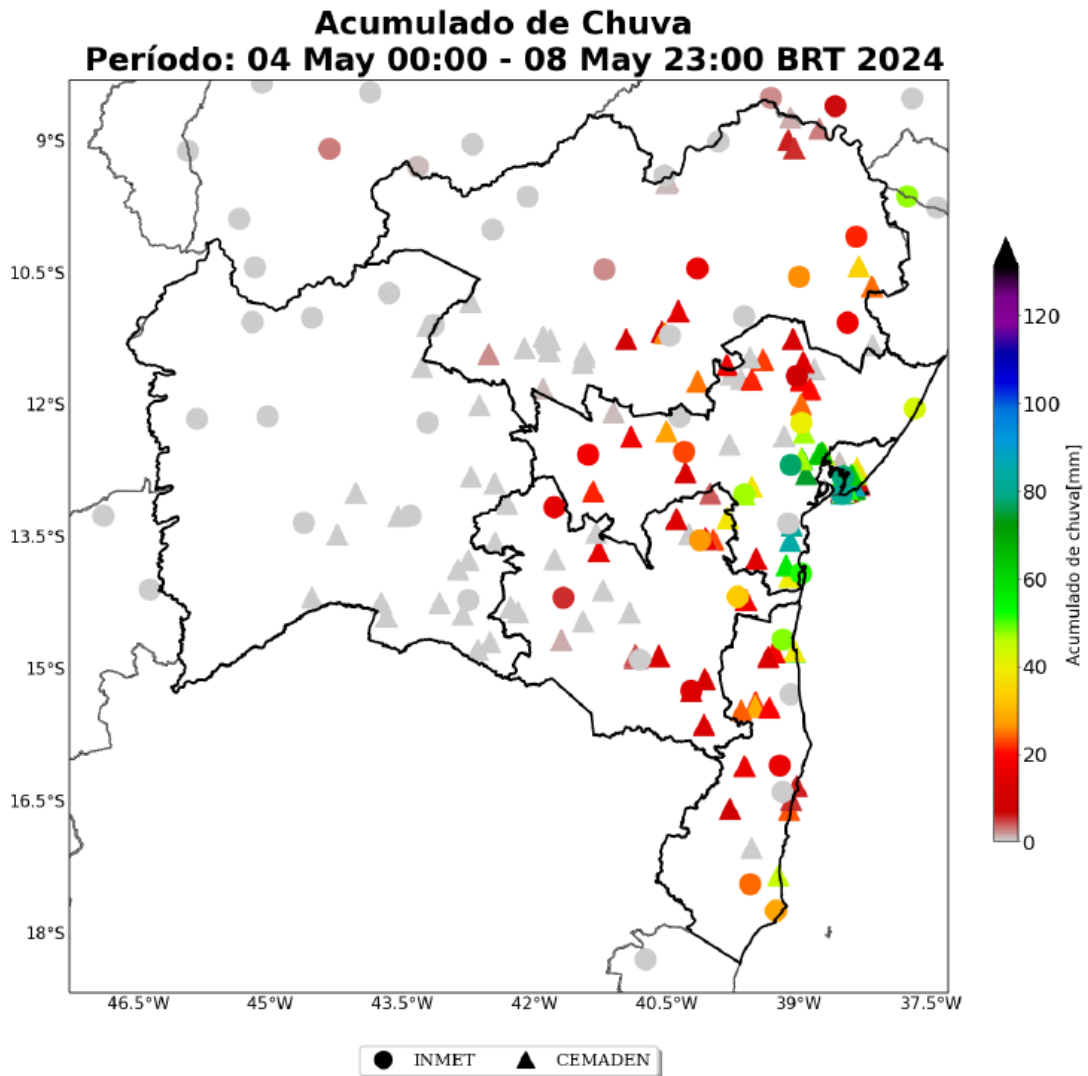 Acumulado de Chuva
Período: 04 May 00:00 - 08 May 23:00 BRT 2024
9°S
10.5°S
12°S
13.5°S
15°S
16.5°S
18°S
46.5°W
45°W
43.5°W
42°W
40.5°W
39°W
37.5°W
120
100
80
60
40
20
0
Acumulado de chuva[mm]
INMET
CEMADEN